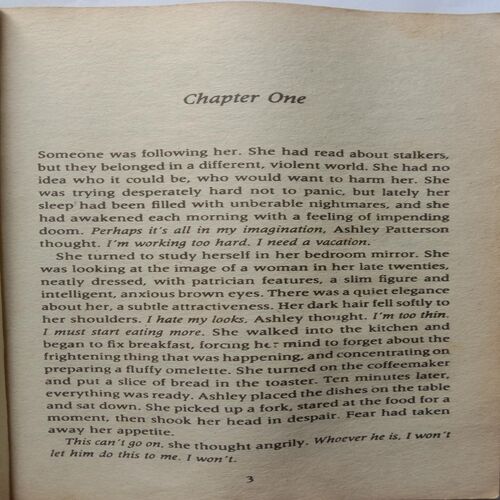 Chapter One
Someone was following her. She had read about stalkers,
but they belonged in a different, violent world. She had no
idea who it could be, who would want to harm her. She
was trying desperately hard not to panic, but lately her
sleep had been filled with unberable nightmares, and she
had awakened each morning with a feeling of impending
doom. Perhaps it's all in my imagination, Ashley Patterson
thought. I'm working too hard. I need a vacation.
She turned to study herself in her bedroom mirror. She
was looking at the image of a woman in her late twenties,
neatly dressed, with patrician features, a slim figure and
intelligent, anxious brown eyes. There was a quiet elegance
about her, a subtle attractiveness. Her dark hair fell softly to
her shoulders. I hate my looks, Ashley thought. I'm too thin.
I must start eating more. She walked into the kitchen and
began to fix breakfast, forcing her mind to forget about the
frightening thing that was happening, and concentrating on
preparing a fluffy omelette. She turned on the coffeemaker
and put a slice of bread in the toaster. Ten minutes later,
everything was ready. Ashley placed the dishes on the table
and sat down. She picked up a fork, stared at the food for a
moment, then shook her head in despair. Fear had taken
away her appetite.
This can't go on, she thought angrily. Whoever he is, I won't
let him do this to me. I won't.
3